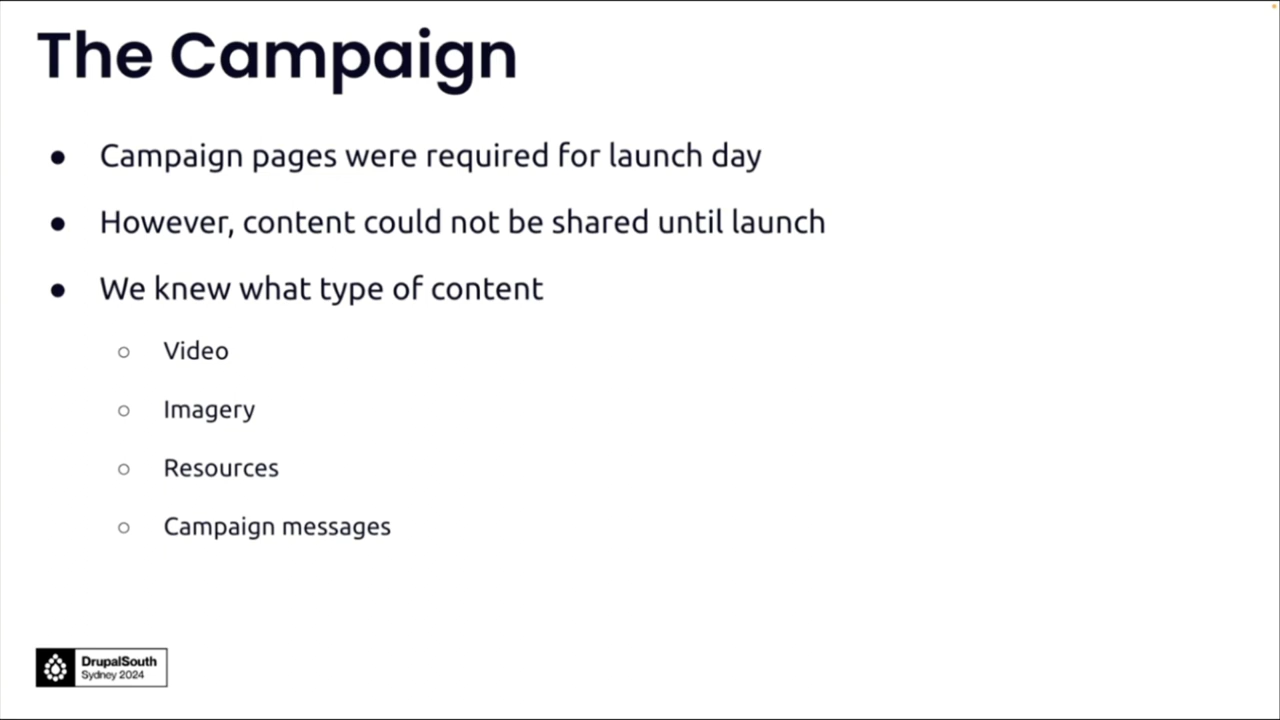 The Campaign
● Campaign pages were required for launch day
● However, content could not be shared until launch
● We knew what type of content
○ Video
○ Imagery
○ Resources
○ Campaign messages
DrupalSouth
Sydney 2024